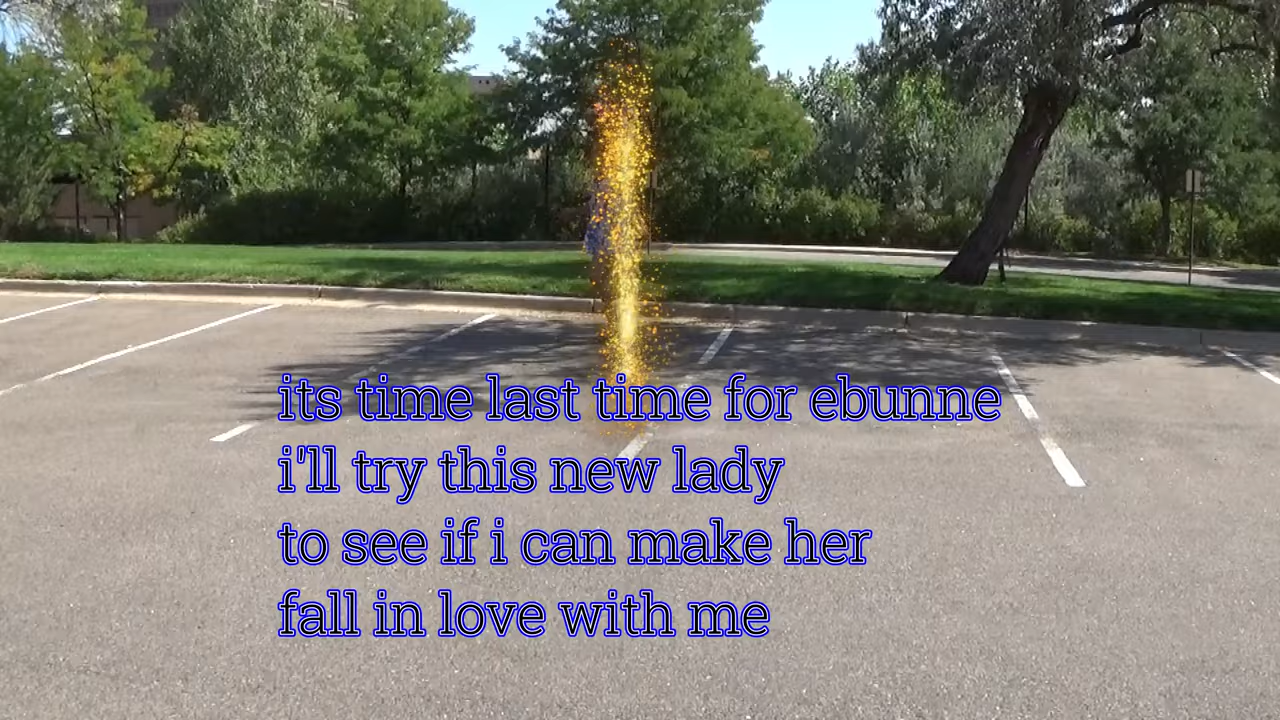 its time last time for ebunne
i'll try this new lady
to see if i can make her
fall in love with me